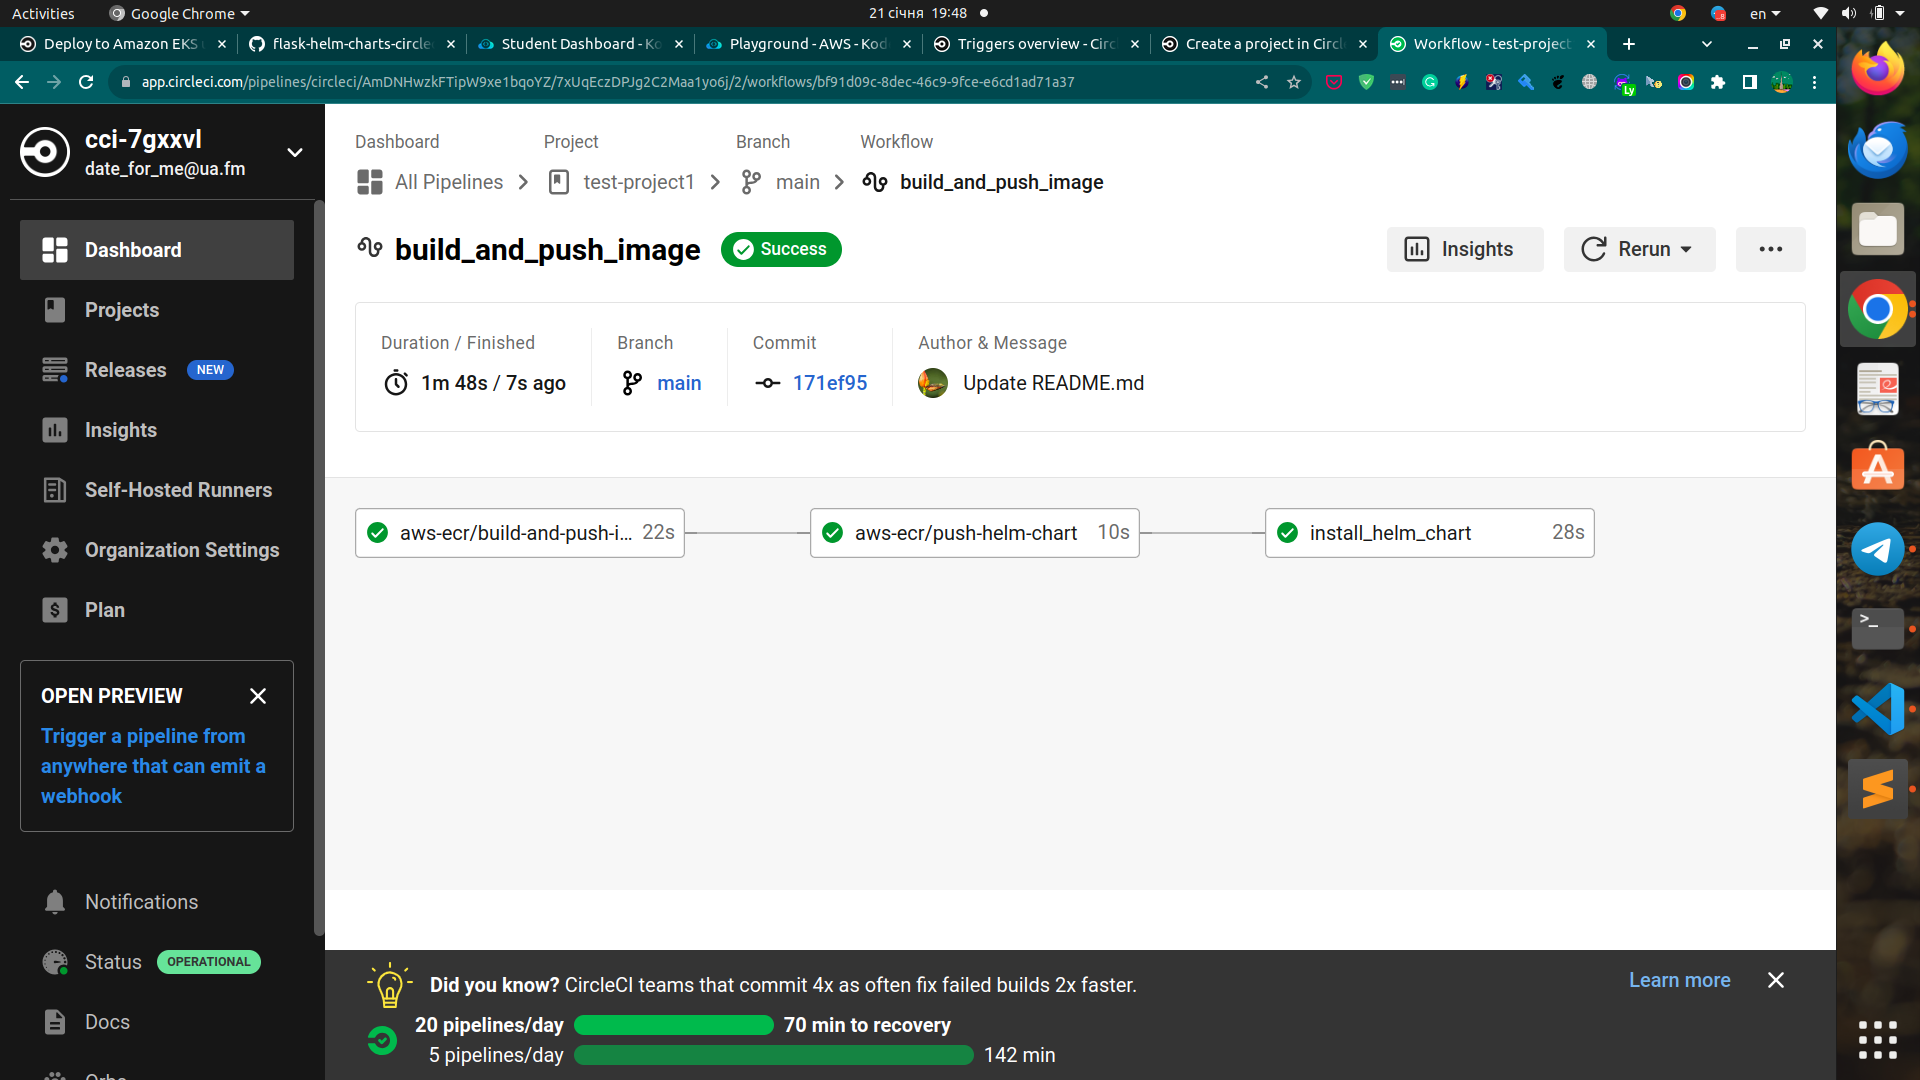 Activities
Google Chrome
21 січня 19:48
en
Deploy to Amazon EKS
flask-helm-charts-circle
Student Dashboard - Ko
Playground - AWS - Kod
Triggers overview - Circ
Create a project in Circl
Workflow - test-project
app.circleci.com/pipelines/circleci/AmDNHwzkFTipW9xe1bqoYZ/7xUqEczDPJg2C2Maa1yo6j/2/workflows/bf91d09c-8dec-46c9-9fce-e6cd1ad71a37
Ly
cci-7gxxvl
date_for_me@ua.fm
Dashboard
Projects
Releases NEW
Insights
Self-Hosted Runners
Organization Settings
Plan
OPEN PREVIEW
Trigger a pipeline from
anywhere that can emit a
webhook
Notifications
Status OPERATIONAL
Docs
Orbs
Dashboard Project Branch Workflow
All Pipelines test-project1 main build_and_push_image
build_and_push_image Success
Insights Rerun
Duration / Finished Branch Commit Author & Message
1m 48s / 7s ago main 171ef95 Update README.md
aws-ecr/build-and-push-i... 22s aws-ecr/push-helm-chart 10s install_helm_chart 28s
Did you know? CircleCI teams that commit 4x as often fix failed builds 2x faster.
Learn more
20 pipelines/day 70 min to recovery
5 pipelines/day 142 min